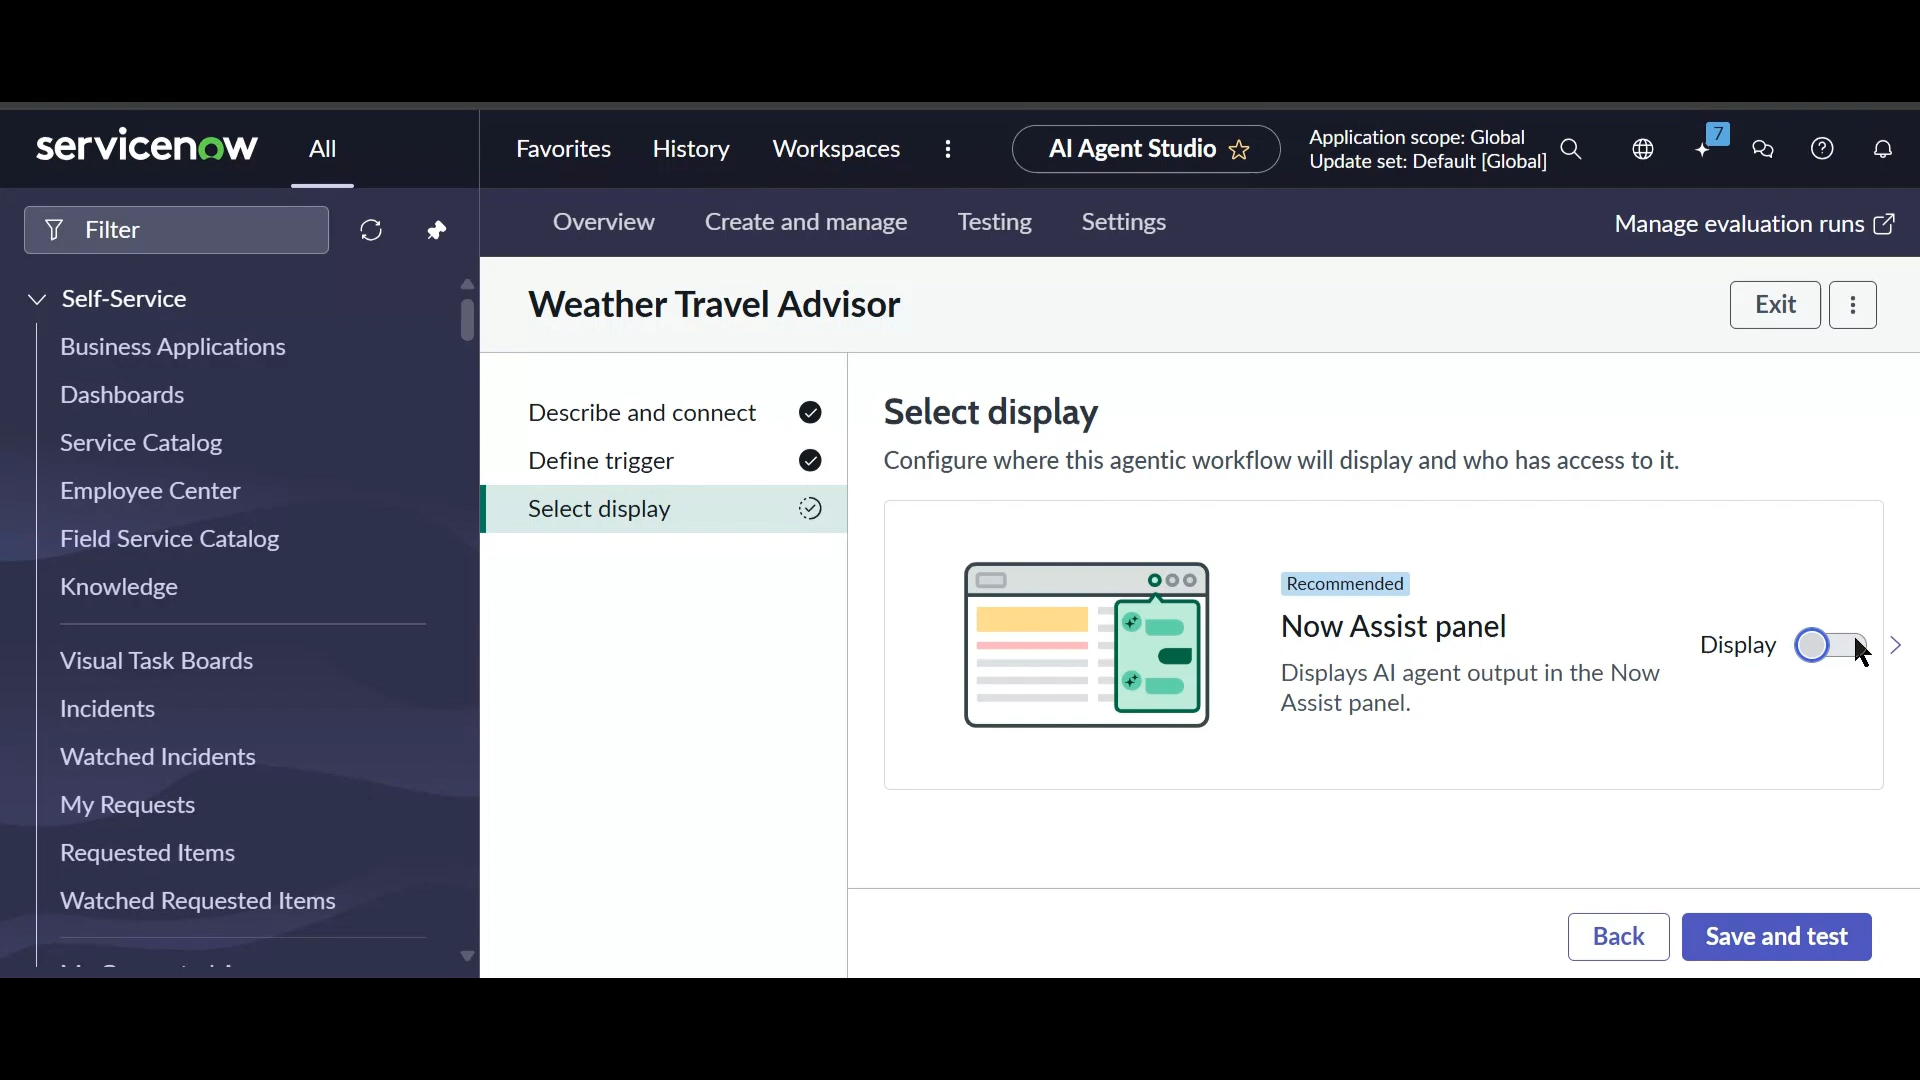 servicenow
All
Favorites
History
Workspaces
AI Agent Studio
Application scope: Global
Update set: Default [Global]
7
Filter
Overview
Create and manage
Testing
Settings
Manage evaluation runs
Self-Service
Business Applications
Dashboards
Service Catalog
Employee Center
Field Service Catalog
Knowledge
Visual Task Boards
Incidents
Watched Incidents
My Requests
Requested Items
Watched Requested Items
Weather Travel Advisor
Exit
Describe and connect
Define trigger
Select display
Select display
Configure where this agentic workflow will display and who has access to it.
Recommended
Now Assist panel
Displays AI agent output in the Now
Assist panel.
Display
Back
Save and test